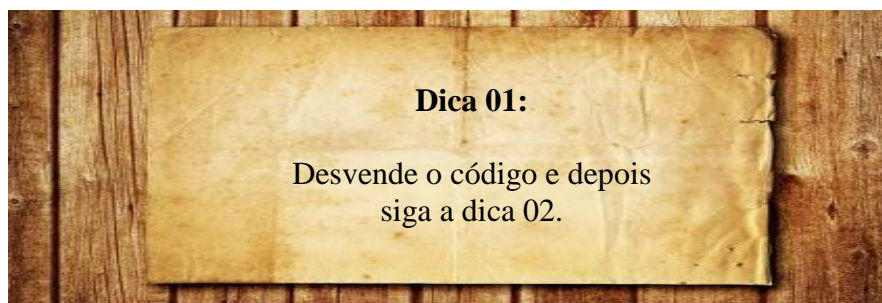 Dica 01:
Desvende o código e depois
siga a dica 02.